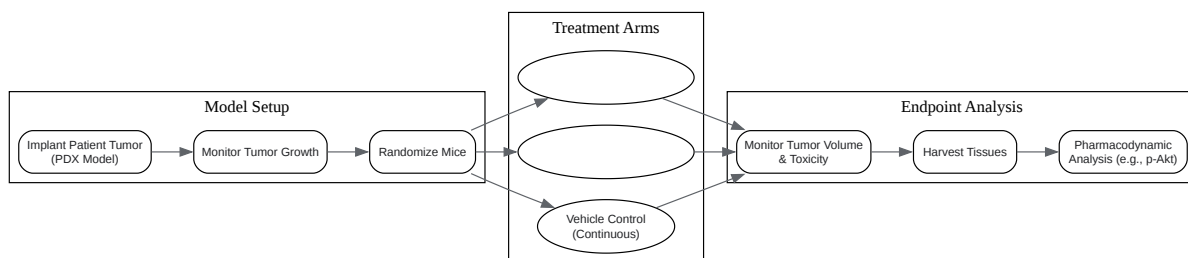 Model Setup
Implant Patient Tumor
(PDX Model)
Monitor Tumor Growth
Randomize Mice
Treatment Arms
Vehicle Control
(Continuous)
Endpoint Analysis
Monitor Tumor Volume
& Toxicity
Harvest Tissues
Pharmacodynamic
Analysis (e.g., p-Akt)